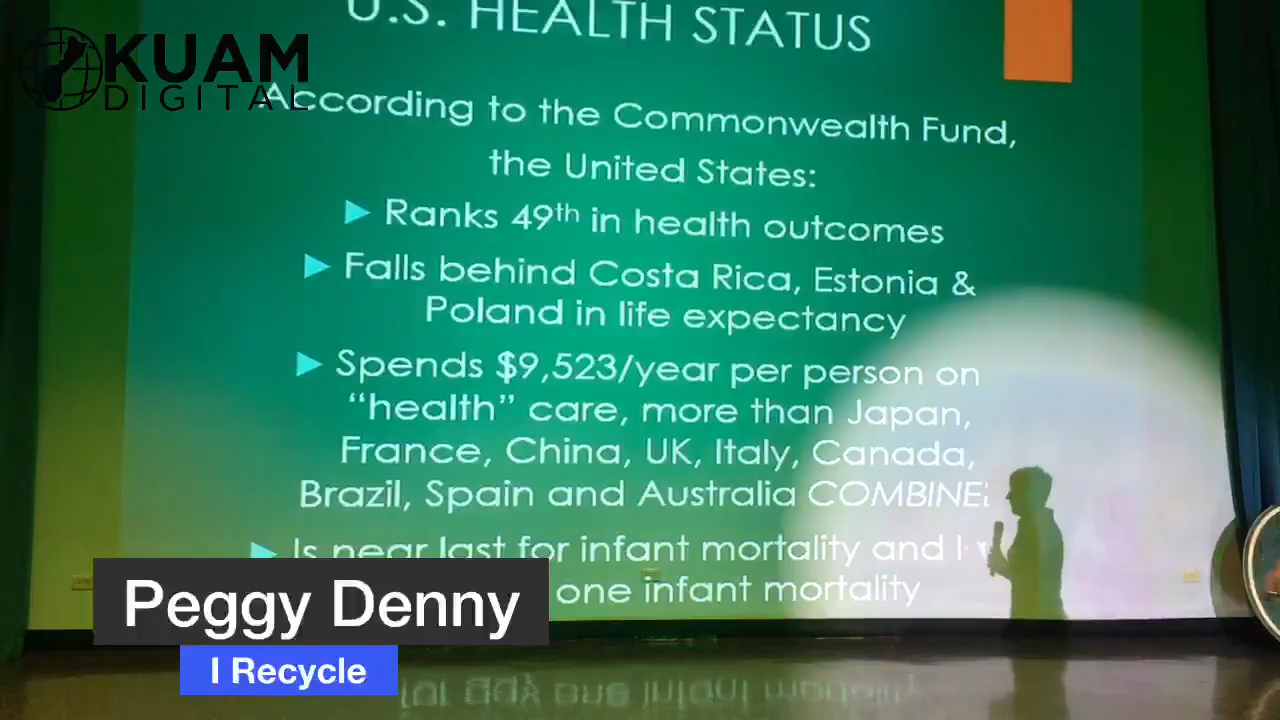 U.S. HEALTH STATUS
KUAM
DIGITAL
According to the Commonwealth Fund,
the United States:
Ranks 49th in health outcomes
Falls behind Costa Rica, Estonia &
Poland in life expectancy
Spends $9,523/year per person on
“health” care, more than Japan,
France, China, UK, Italy, Canada,
Brazil, Spain and Australia COMBINE
Is near last for infant mortality and
one infant mortality
Peggy Denny
I Recycle